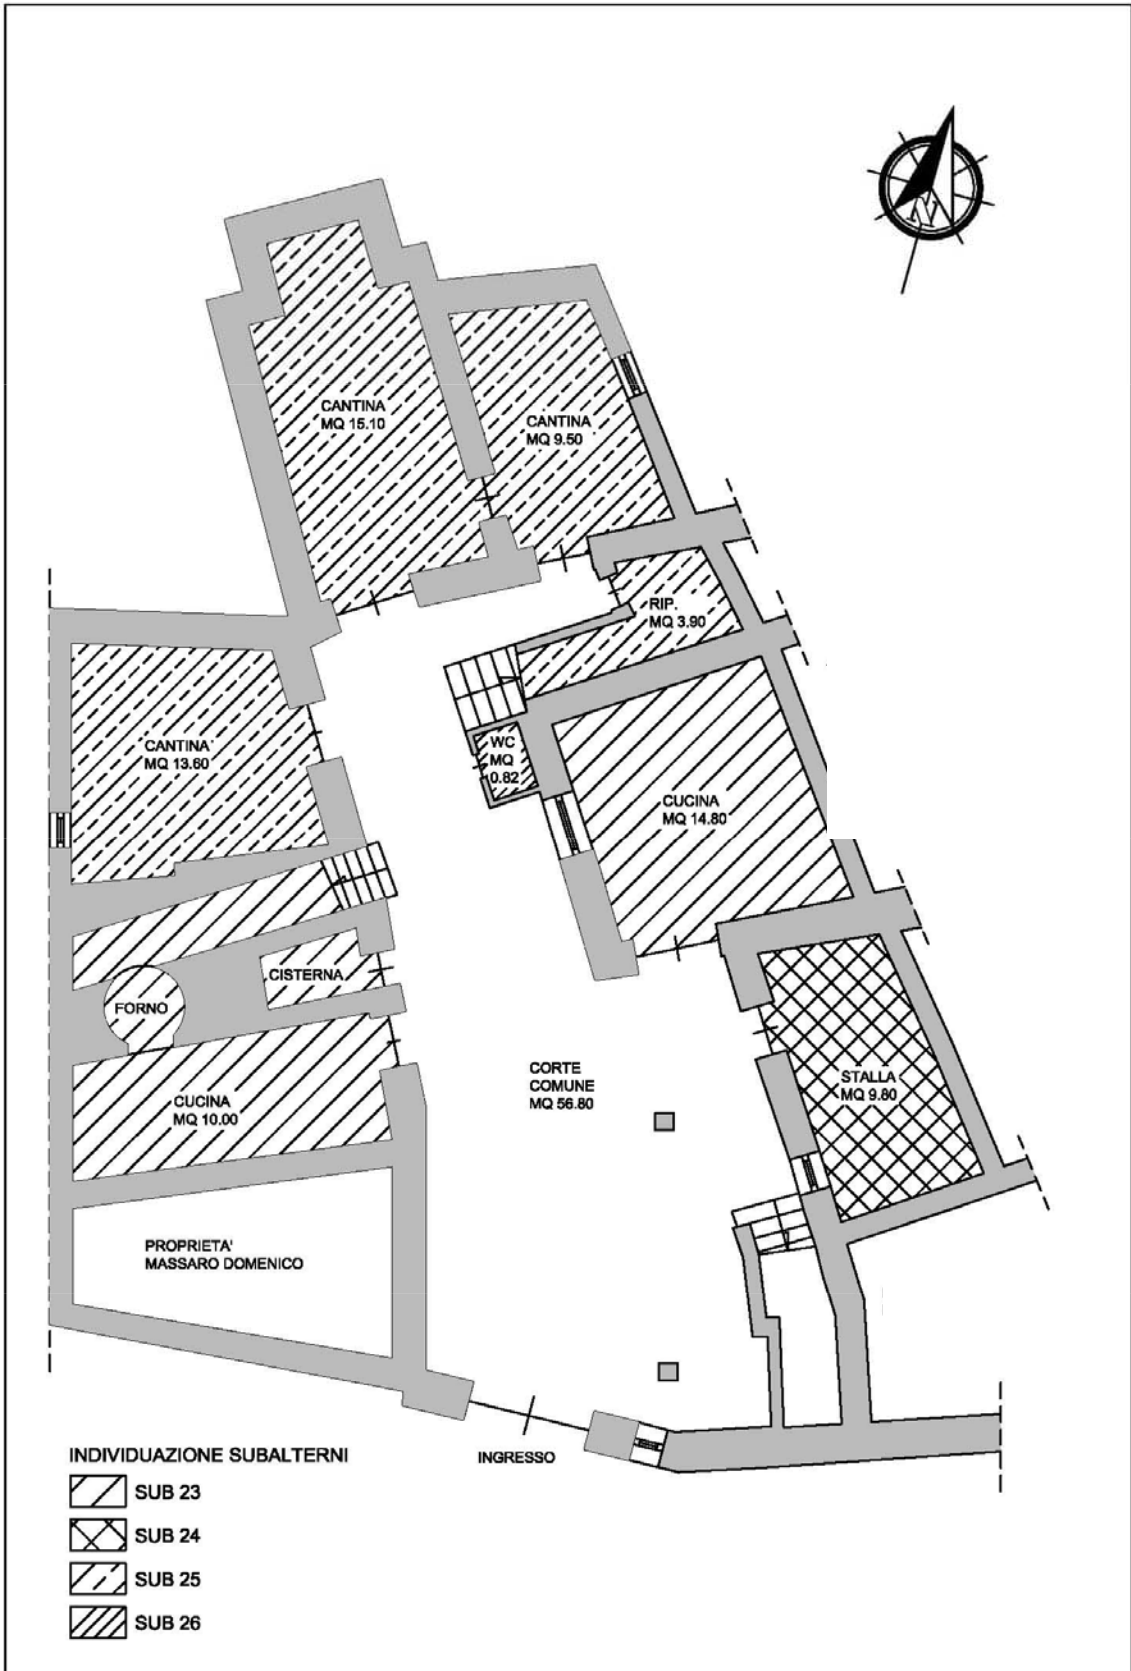 N
CANTINA
MQ 15.10
CANTINA
MQ 9.50
RIP.
MQ 3.90
CANTINA
MQ 13.60
WC
MQ
0.82
CUCINA
MQ 14.80
CISTERNA
FORNO
CUCINA
MQ 10.00
CORTE
COMUNE
MQ 56.80
STALLA
MQ 9.80
PROPRIETA'
MASSARO DOMENICO
INGRESSO
INDIVIDUAZIONE SUBALTERNI
SUB 23
SUB 24
SUB 25
SUB 26